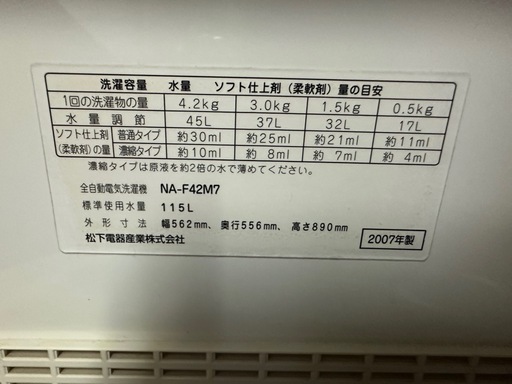 洗濯容量 水量 ソフト仕上剤(柔軟剤)量の目安
1回の洗濯物の量 4.2kg 3.0kg 1.5kg 0.5kg
水量調節 45L 37L 32L 17L
ソフト仕上剤 普通タイプ 約30ml 約25ml 約21ml 約11ml
(柔軟剤)の量 濃縮タイプ 約10ml 約8ml 約7ml 約4ml
濃縮タイプは原液を約2倍の水で薄めてください。
全自動電気洗濯機 NA-F42M7
標準使用水量 115L
外形寸法 幅562mm、奥行556mm、高さ890mm
松下電器産業株式会社 2007年製